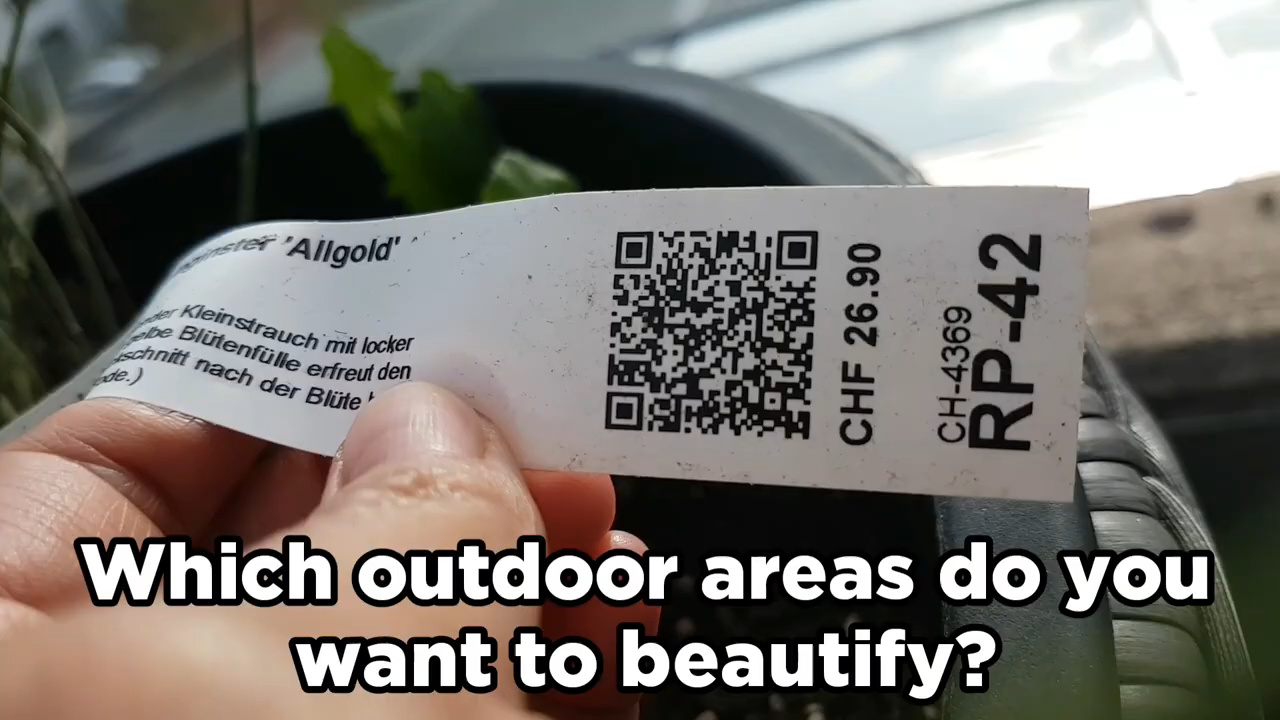 'Allgold'
Kleinstrauch mit locker
Blütenfülle erfreut den
nach der Blüte
CHF 26.90
CH-4369
RP-42
Which outdoor areas do you
want to beautify?